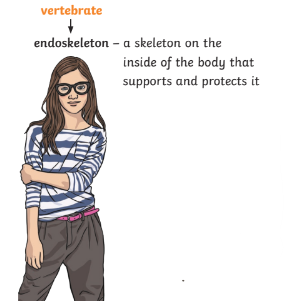 vertebrate
endoskeleton – a skeleton on the
inside of the body that
supports and protects it